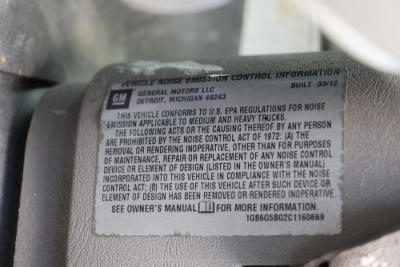 VEHICLE NOISE EMISSION CONTROL INFORMATION
GM GENERAL MOTORS LLC BUILT 03/12
DETROIT, MICHIGAN 48243
THIS VEHICLE CONFORMS TO U.S. EPA REGULATIONS FOR NOISE
EMISSION APPLICABLE TO MEDIUM AND HEAVY TRUCKS.
THE FOLLOWING ACTS OR THE CAUSING THEREOF BY ANY PERSON
ARE PROHIBITED BY THE NOISE CONTROL ACT OF 1972: (A) THE
REMOVAL OR RENDERING INOPERATIVE, OTHER THAN FOR PURPOSES
OF MAINTENANCE, REPAIR OR REPLACEMENT OF ANY NOISE CONTROL
DEVICE OR ELEMENT OF DESIGN (LISTED IN THE OWNER'S MANUAL)
INCORPORATED INTO THIS VEHICLE IN COMPLIANCE WITH THE NOISE
CONTROL ACT; (B) THE USE OF THIS VEHICLE AFTER SUCH DEVICE OR
ELEMENT OF DESIGN HAS BEEN REMOVED OR RENDERED INOPERATIVE.
SEE OWNER'S MANUAL FOR MORE INFORMATION.
1GB6G5BG2C1160669